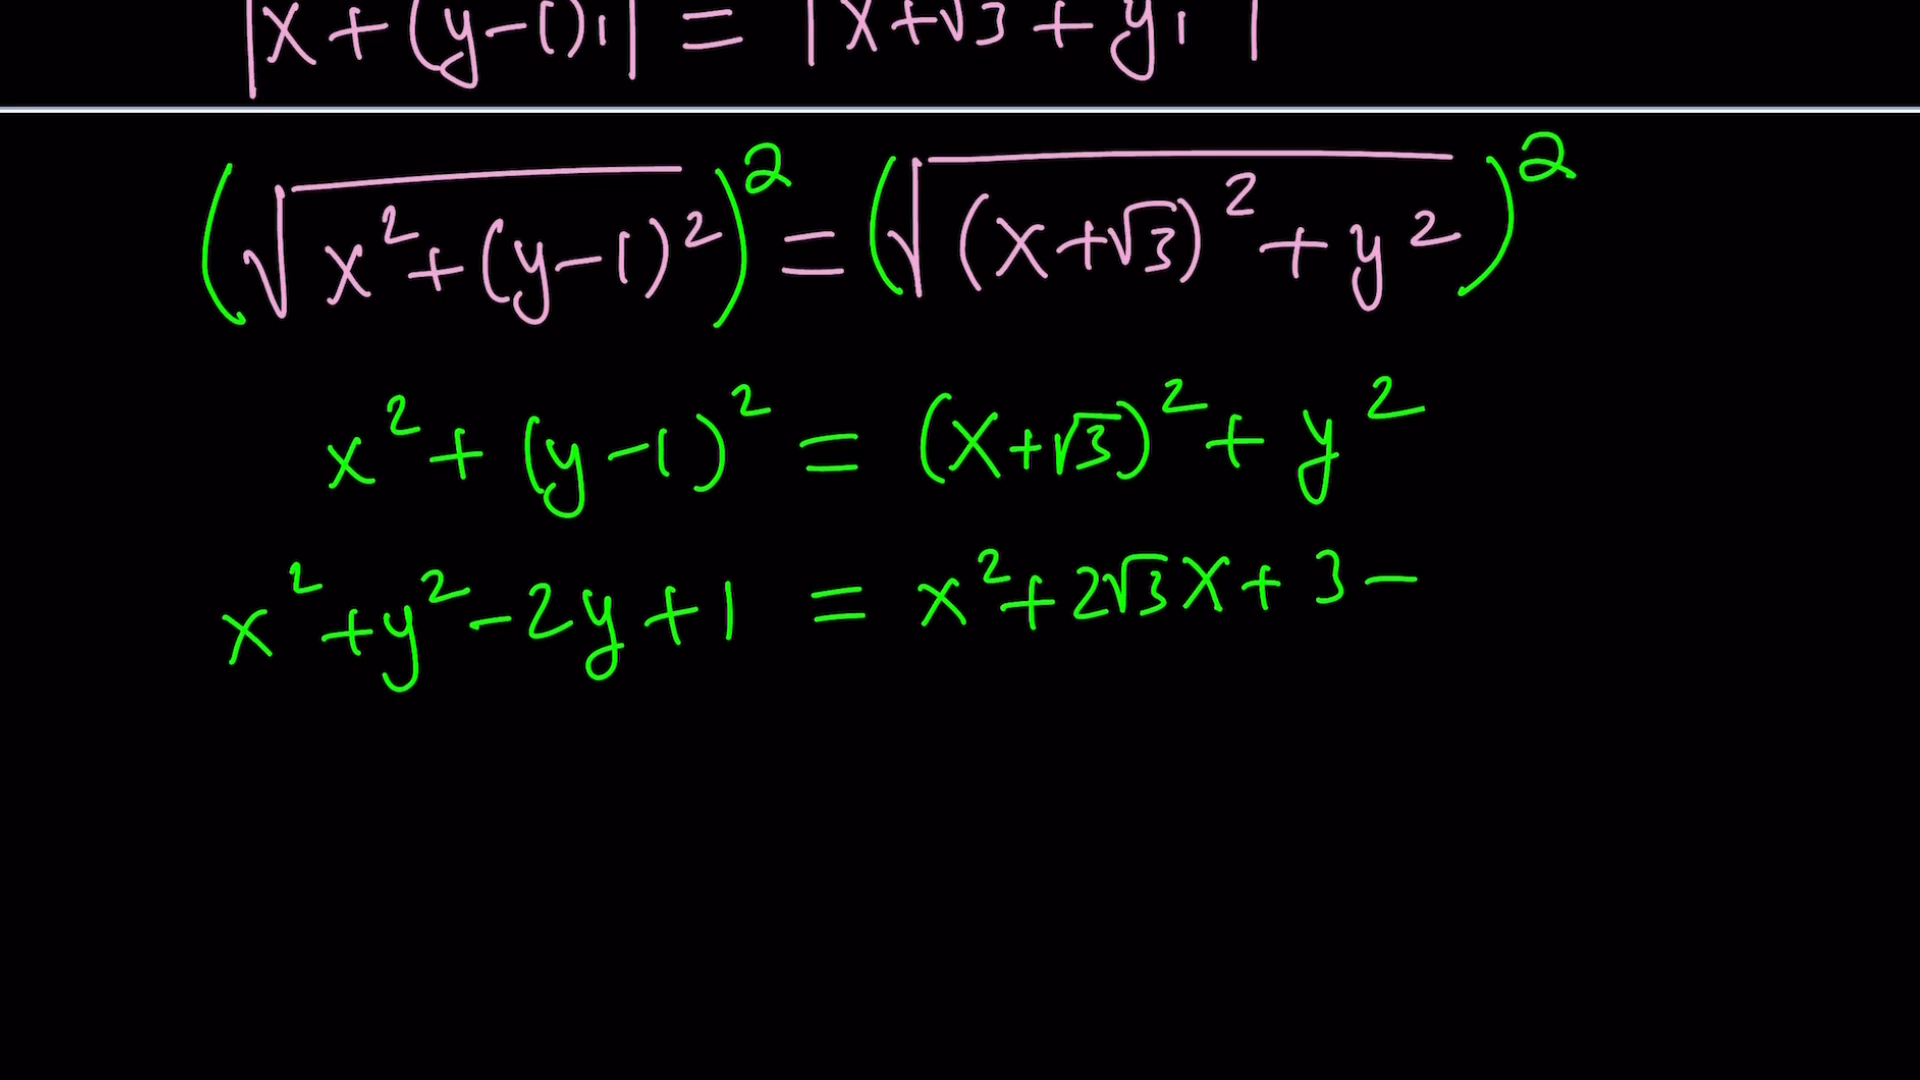 |x+(y-1)i| = |x+√3+yi|
(√(x²+(y-1)²))² = (√((x+√3)²+y²))²
x²+(y-1)² = (x+√3)²+y²
x²+y²-2y+1 = x²+2√3x+3-